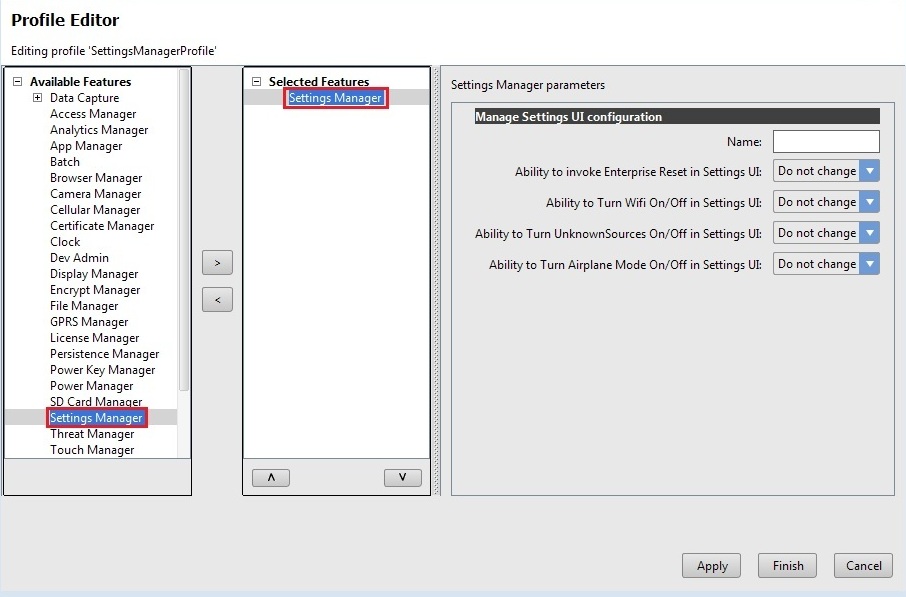 Profile Editor
Editing profile 'SettingsManagerProfile'
Available Features
Data Capture
Access Manager
Analytics Manager
App Manager
Batch
Browser Manager
Camera Manager
Cellular Manager
Certificate Manager
Clock
Dev Admin
Display Manager
Encrypt Manager
File Manager
GPRS Manager
License Manager
Persistence Manager
Power Key Manager
Power Manager
SD Card Manager
Settings Manager
Threat Manager
Touch Manager
>
<
Selected Features
Settings Manager
Λ
V
Settings Manager parameters
Manage Settings UI configuration
Name:
Ability to invoke Enterprise Reset in Settings UI: Do not change
Ability to Turn Wifi On/Off in Settings UI: Do not change
Ability to Turn UnknownSources On/Off in Settings UI: Do not change
Ability to Turn Airplane Mode On/Off in Settings UI: Do not change
Apply Finish Cancel